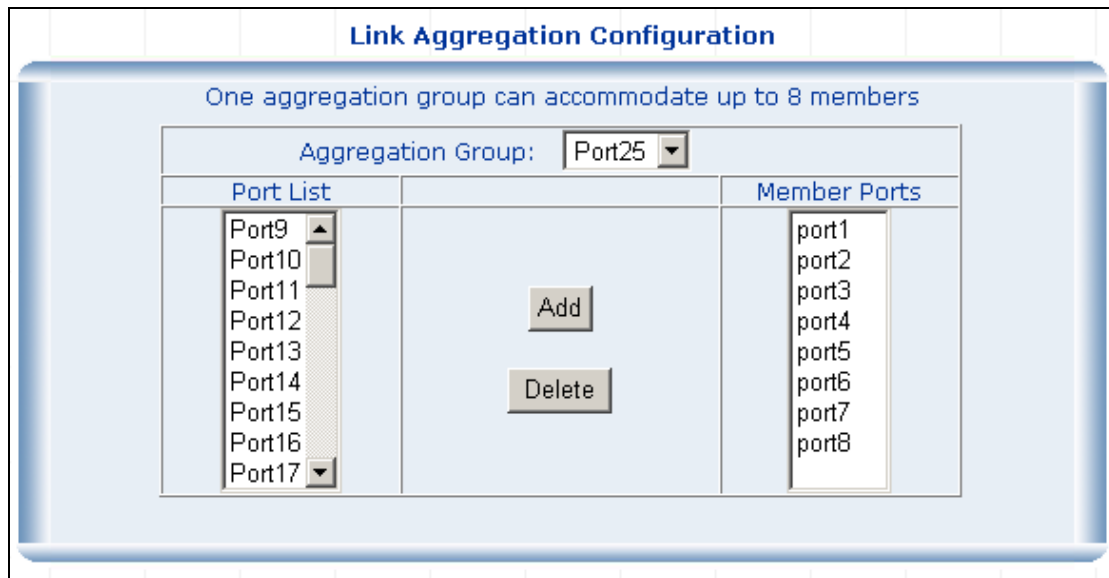 Link Aggregation Configuration
One aggregation group can accommodate up to 8 members
Aggregation Group: Port25
Port List
Member Ports
Port9
Port10
Port11
Port12
Port13
Port14
Port15
Port16
Port17
Add
Delete
port1
port2
port3
port4
port5
port6
port7
port8